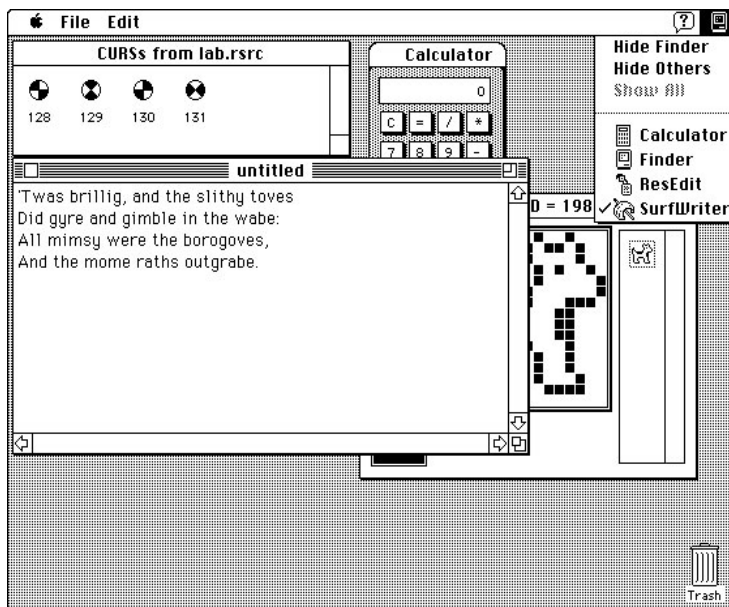 File Edit
CURSs from lab.rsrc
128 129 130 131
Calculator
0
C = / *
7 8 9 -
Hide Finder
Hide Others
Show All
Calculator
Finder
ResEdit
SurfWriter
D = 198
untitled
'Twas brillig, and the slithy toves
Did gyre and gimble in the wabe:
All mimsy were the borogoves,
And the mome raths outgrabe.
Trash